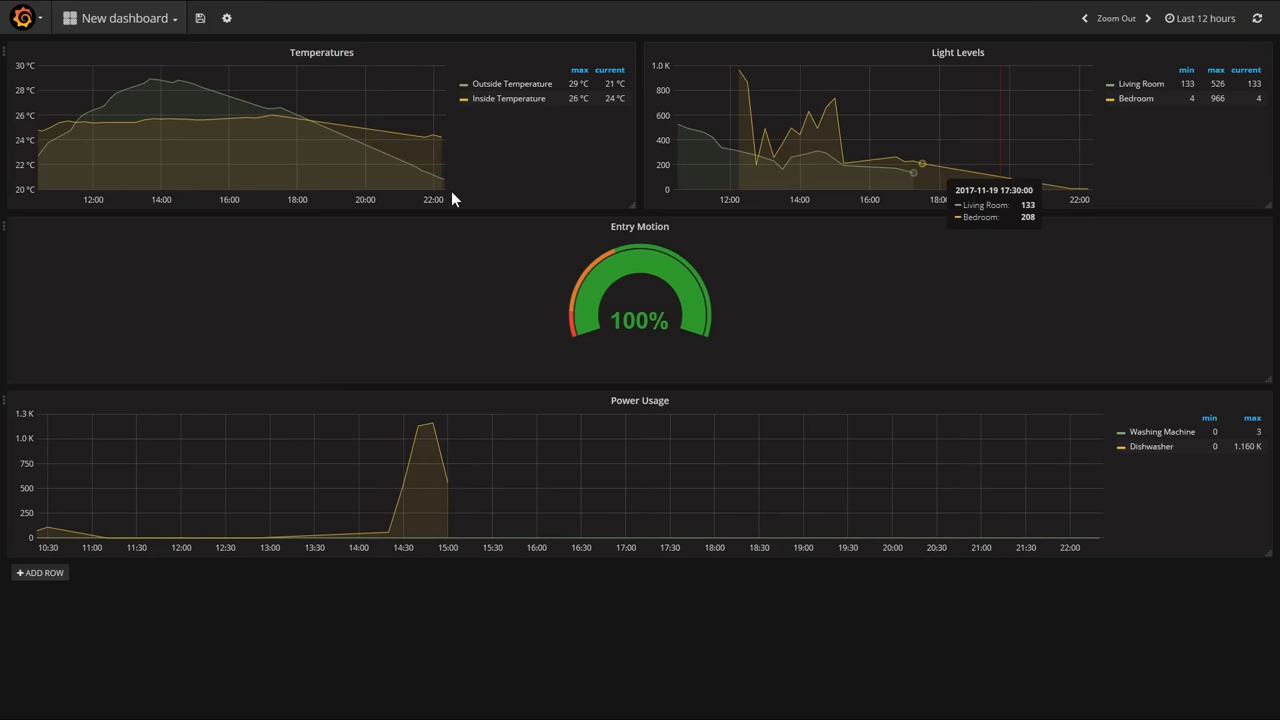 New dashboard
Zoom Out
Last 12 hours
Temperatures
30 °C
28 °C
26 °C
24 °C
22 °C
20 °C
12:00 14:00 16:00 18:00 20:00 22:00
max current
Outside Temperature 29 °C 21 °C
Inside Temperature 26 °C 24 °C
Light Levels
1.0 K
800
600
400
200
0
12:00 14:00 16:00 18:00 22:00
min max current
Living Room 133 526 133
Bedroom 4 966 4
2017-11-19 17:30:00
Living Room: 133
Bedroom: 208
Entry Motion
100%
Power Usage
1.3 K
1.0 K
750
500
250
0
10:30 11:00 11:30 12:00 12:30 13:00 13:30 14:00 14:30 15:00 15:30 16:00 16:30 17:00 17:30 18:00 18:30 19:00 19:30 20:00 20:30 21:00 21:30 22:00
min max
Washing Machine 0 3
Dishwasher 0 1.160 K
ADD ROW